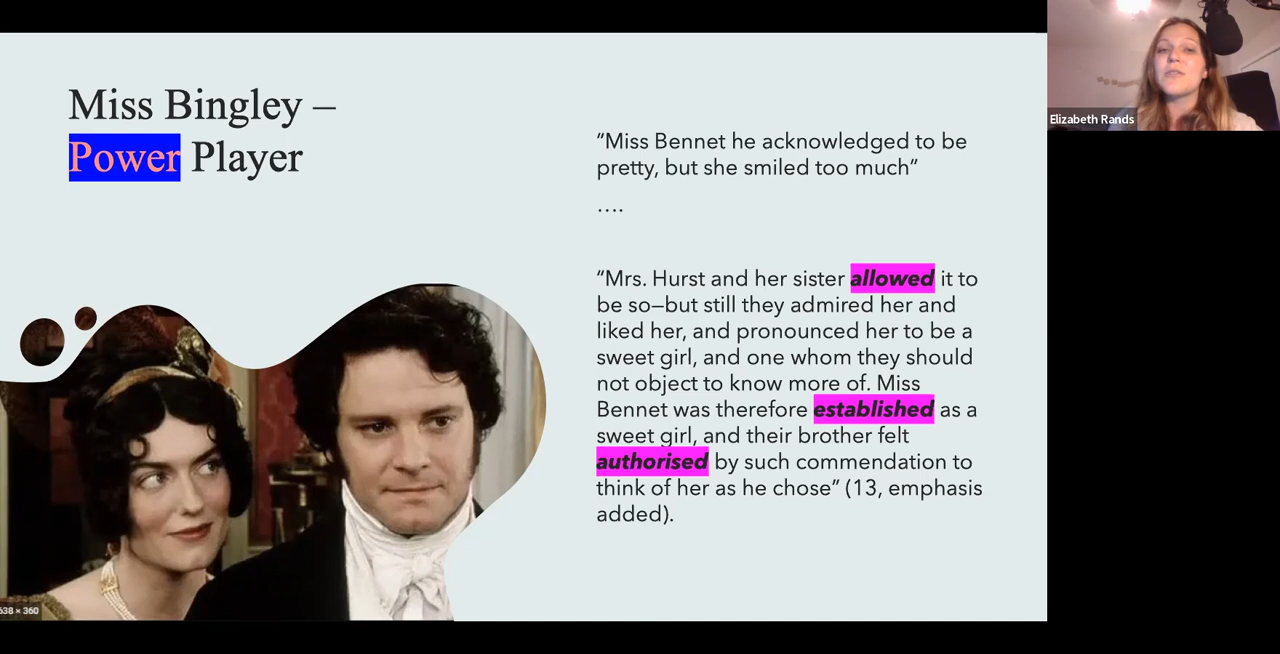 Miss Bingley –
Power Player
“Miss Bennet he acknowledged to be
pretty, but she smiled too much”
….
“Mrs. Hurst and her sister allowed it to
be so—but still they admired her and
liked her, and pronounced her to be a
sweet girl, and one whom they should
not object to know more of. Miss
Bennet was therefore established as a
sweet girl, and their brother felt
authorised by such commendation to
think of her as he chose” (13, emphasis
added).
638 × 360
Elizabeth Rands